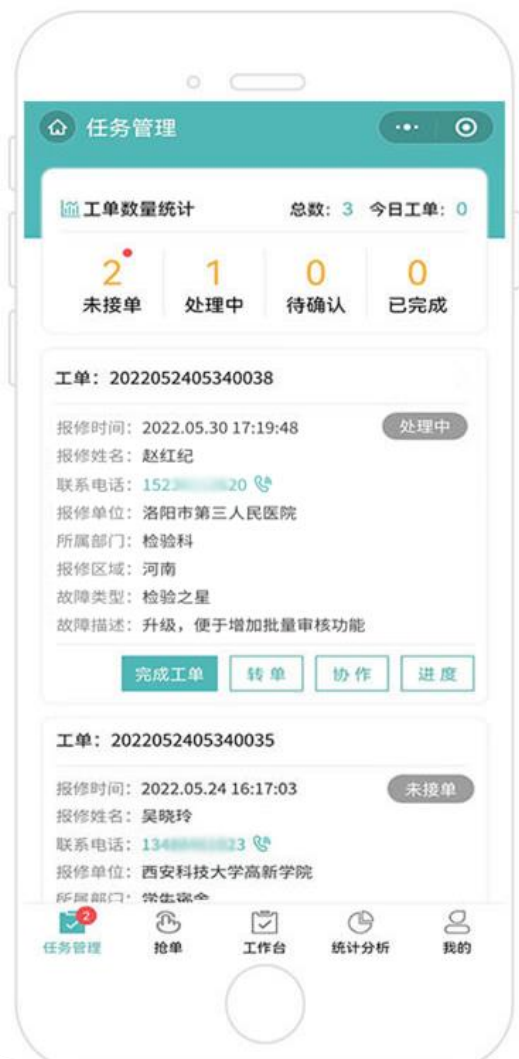 任务管理
工单数量统计 总数: 3 今日工单: 0
2 1 0 0
未接单 处理中 待确认 已完成
工单: 2022052405340038
报修时间: 2022.05.30 17:19:48 处理中
报修姓名: 赵红纪
联系电话: 152 20
报修单位: 洛阳市第三人民医院
所属部门: 检验科
报修区域: 河南
故障类型: 检验之星
故障描述: 升级，便于增加批量审核功能
完成工单 转单 协作 进度
工单: 2022052405340035
报修时间: 2022.05.24 16:17:03 未接单
报修姓名: 吴晓玲
联系电话: 134 23
报修单位: 西安科技大学高新学院
所属部门: 学生宿舍
2
任务管理 抢单 工作台 统计分析 我的